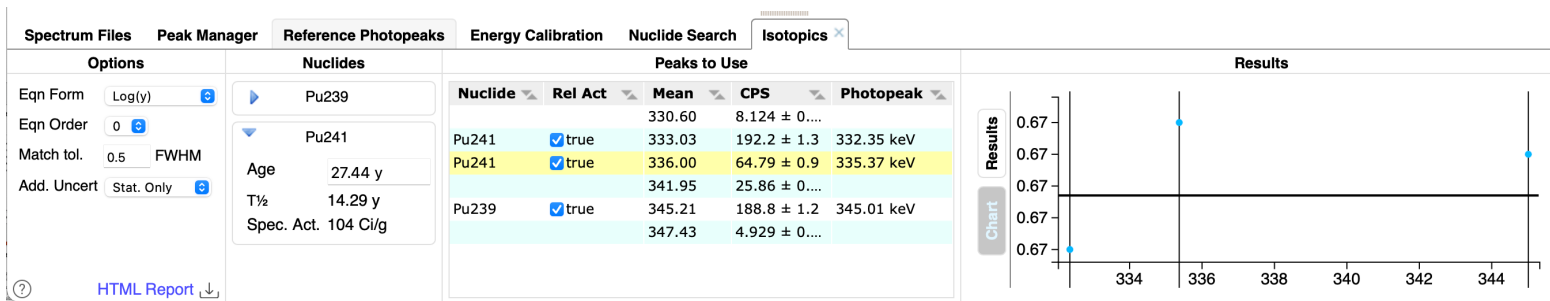 Spectrum Files Peak Manager Reference Photopeaks Energy Calibration Nuclide Search Isotopics
Options Nuclides Peaks to Use Results
Eqn Form Log(y)
Eqn Order 0
Match tol. 0.5 FWHM
Add. Uncert Stat. Only
HTML Report
Pu239
Pu241
Age 27.44 y
T½ 14.29 y
Spec. Act. 104 Ci/g
Nuclide Rel Act Mean CPS Photopeak
330.60 8.124 ± 0....
Pu241 true 333.03 192.2 ± 1.3 332.35 keV
Pu241 true 336.00 64.79 ± 0.9 335.37 keV
341.95 25.86 ± 0....
Pu239 true 345.21 188.8 ± 1.2 345.01 keV
347.43 4.929 ± 0....
Results
Chart
0.67
0.67
0.67
0.67
0.67
334 336 338 340 342 344